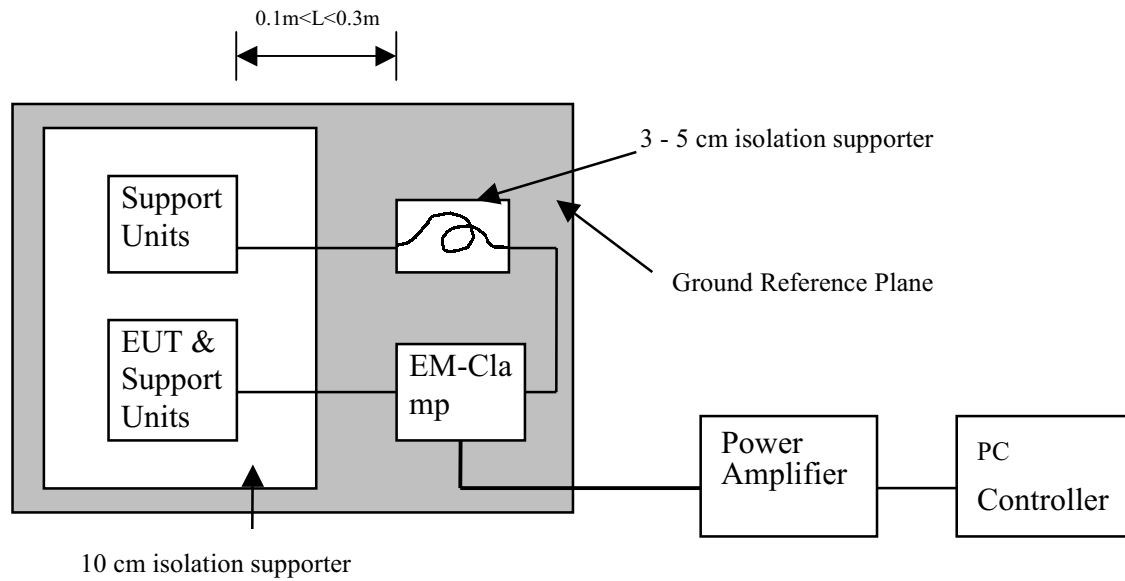 0.1m<L<0.3m
3 - 5 cm isolation supporter
Support
Units
Ground Reference Plane
EUT &
Support
Units
EM-Cla
mp
Power
Amplifier
PC
Controller
10 cm isolation supporter